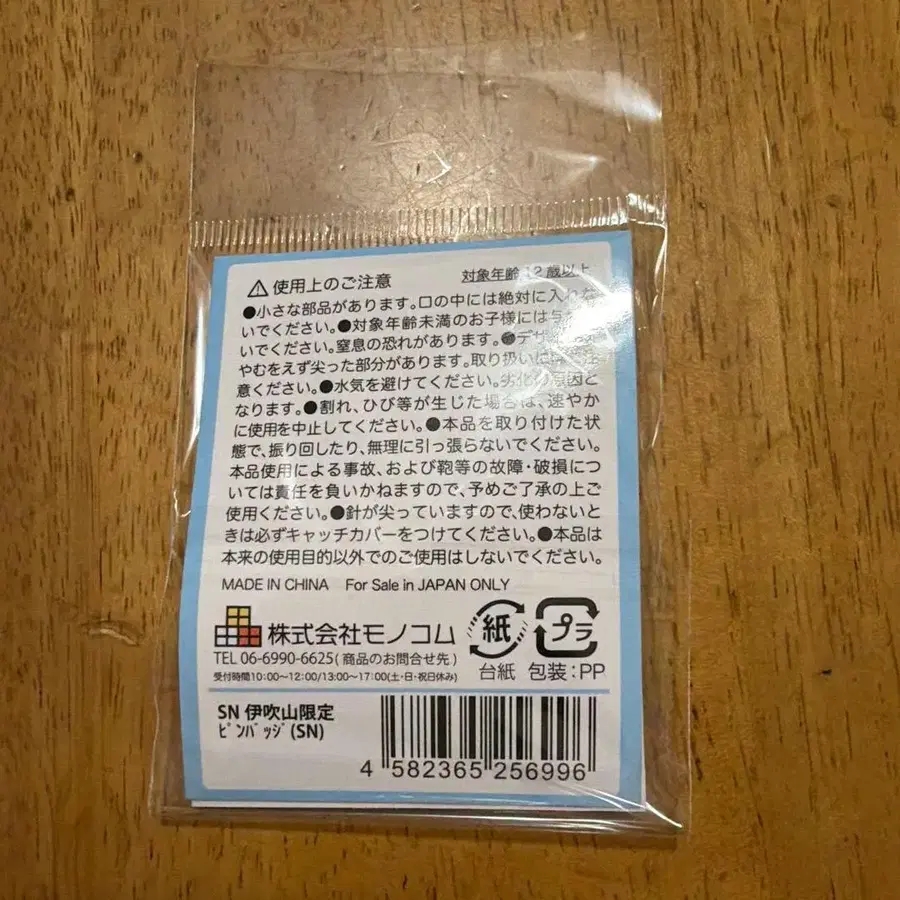 ⚠使用上のご注意 対象年齢12歳以上
●小さな部品があります。口の中には絶対に入れな
いでください。●対象年齢未満のお子様には与え
いでください。窒息の恐れがあります。●デザ
やむをえず尖った部分があります。取り扱いに
意ください。●水気を避けてください。劣化の原因と
なります。●割れ、ひび等が生じた場合は、速やか
に使用を中止してください。●本品を取り付けた状
態で、振り回したり、無理に引っ張らないでください。
本品使用による事故、および鞄等の故障・破損につ
いては責任を負いかねますので、予めご了承の上ご
使用ください。●針が尖っていますので、使わないと
きは必ずキャッチカバーをつけてください。●本品は
本来の使用目的以外でのご使用はしないでください。
MADE IN CHINA For Sale in JAPAN ONLY
株式会社モノコム
TEL 06-6990-6625(商品のお問合せ先)
受付時間10:00〜12:00/13:00〜17:00(土・日・祝日休み)
紙 プラ
台紙 包装:PP
SN 伊吹山限定
ﾋﾟﾝﾊﾞｯｼﾞ(SN)
4 582365 256996